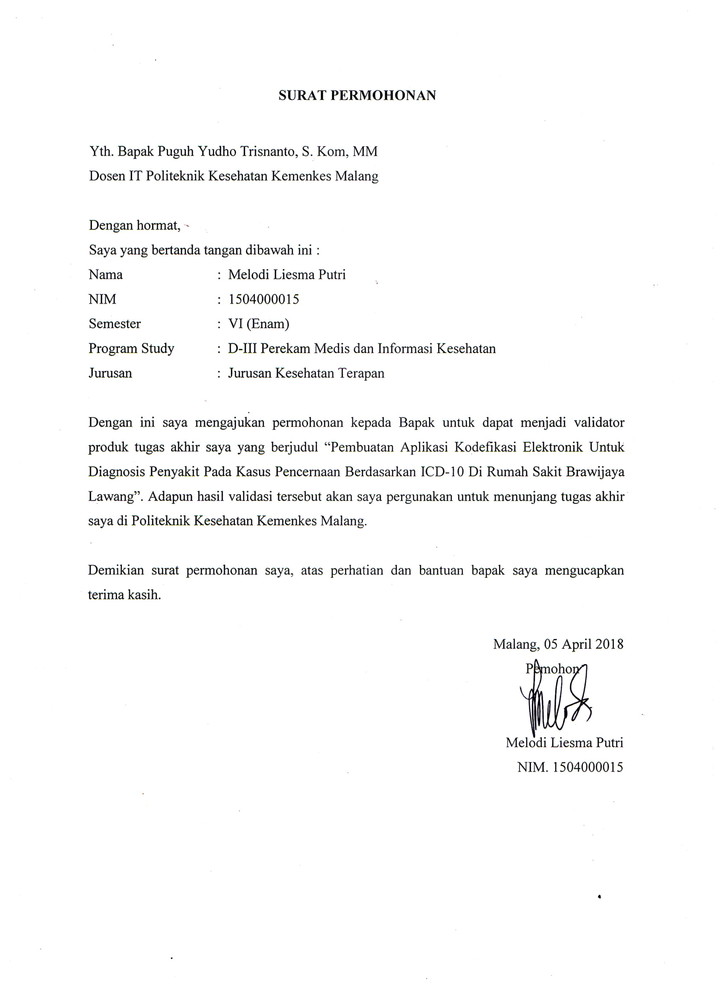 SURAT PERMOHONAN
Yth. Bapak Puguh Yudho Trisnanto, S. Kom, MM
Dosen IT Politeknik Kesehatan Kemenkes Malang
Dengan hormat,
Saya yang bertanda tangan dibawah ini :
Nama : Melodi Liesma Putri
NIM : 1504000015
Semester : VI (Enam)
Program Study : D-III Perekam Medis dan Informasi Kesehatan
Jurusan : Jurusan Kesehatan Terapan
Dengan ini saya mengajukan permohonan kepada Bapak untuk dapat menjadi validator
produk tugas akhir saya yang berjudul “Pembuatan Aplikasi Kodefikasi Elektronik Untuk
Diagnosis Penyakit Pada Kasus Pencernaan Berdasarkan ICD-10 Di Rumah Sakit Brawijaya
Lawang”. Adapun hasil validasi tersebut akan saya pergunakan untuk menunjang tugas akhir
saya di Politeknik Kesehatan Kemenkes Malang.
Demikian surat permohonan saya, atas perhatian dan bantuan bapak saya mengucapkan
terima kasih.
Malang, 05 April 2018
Pemohon
Melodi Liesma Putri
NIM. 1504000015